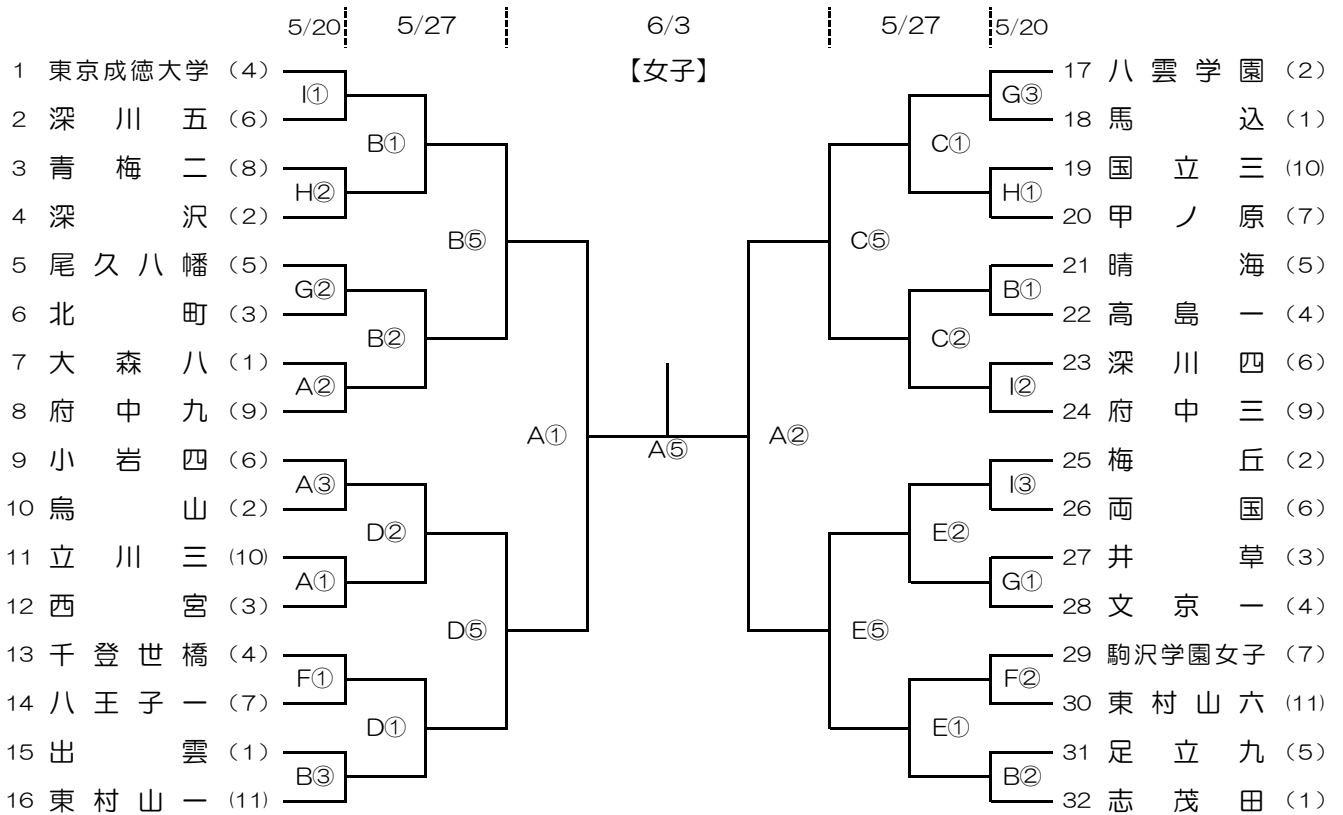 5/20 5/27 6/3 5/27 5/20
【女子】
1 東京成徳大学 (4)
I①
2 深川五 (6)
B①
3 青梅二 (8)
H②
4 深沢 (2)
B⑤
5 尾久八幡 (5)
G②
6 北町 (3)
B②
7 大森八 (1)
A②
8 府中九 (9)
A①
9 小岩四 (6)
A③
10 烏山 (2)
D②
11 立川三 (10)
A①
12 西宮 (3)
D⑤
13 千登世橋 (4)
F①
14 八王子一 (7)
D①
15 出雲 (1)
B③
16 東村山一 (11)
A⑤
17 八雲学園 (2)
G③
18 馬込 (1)
C①
19 国立三 (10)
H①
20 甲ノ原 (7)
C⑤
21 晴海 (5)
B①
22 高島一 (4)
C②
23 深川四 (6)
I②
24 府中三 (9)
A②
25 梅丘 (2)
I③
26 両国 (6)
E②
27 井草 (3)
G①
28 文京一 (4)
E⑤
29 駒沢学園女子 (7)
F②
30 東村山六 (11)
E①
31 足立九 (5)
B②
32 志茂田 (1)